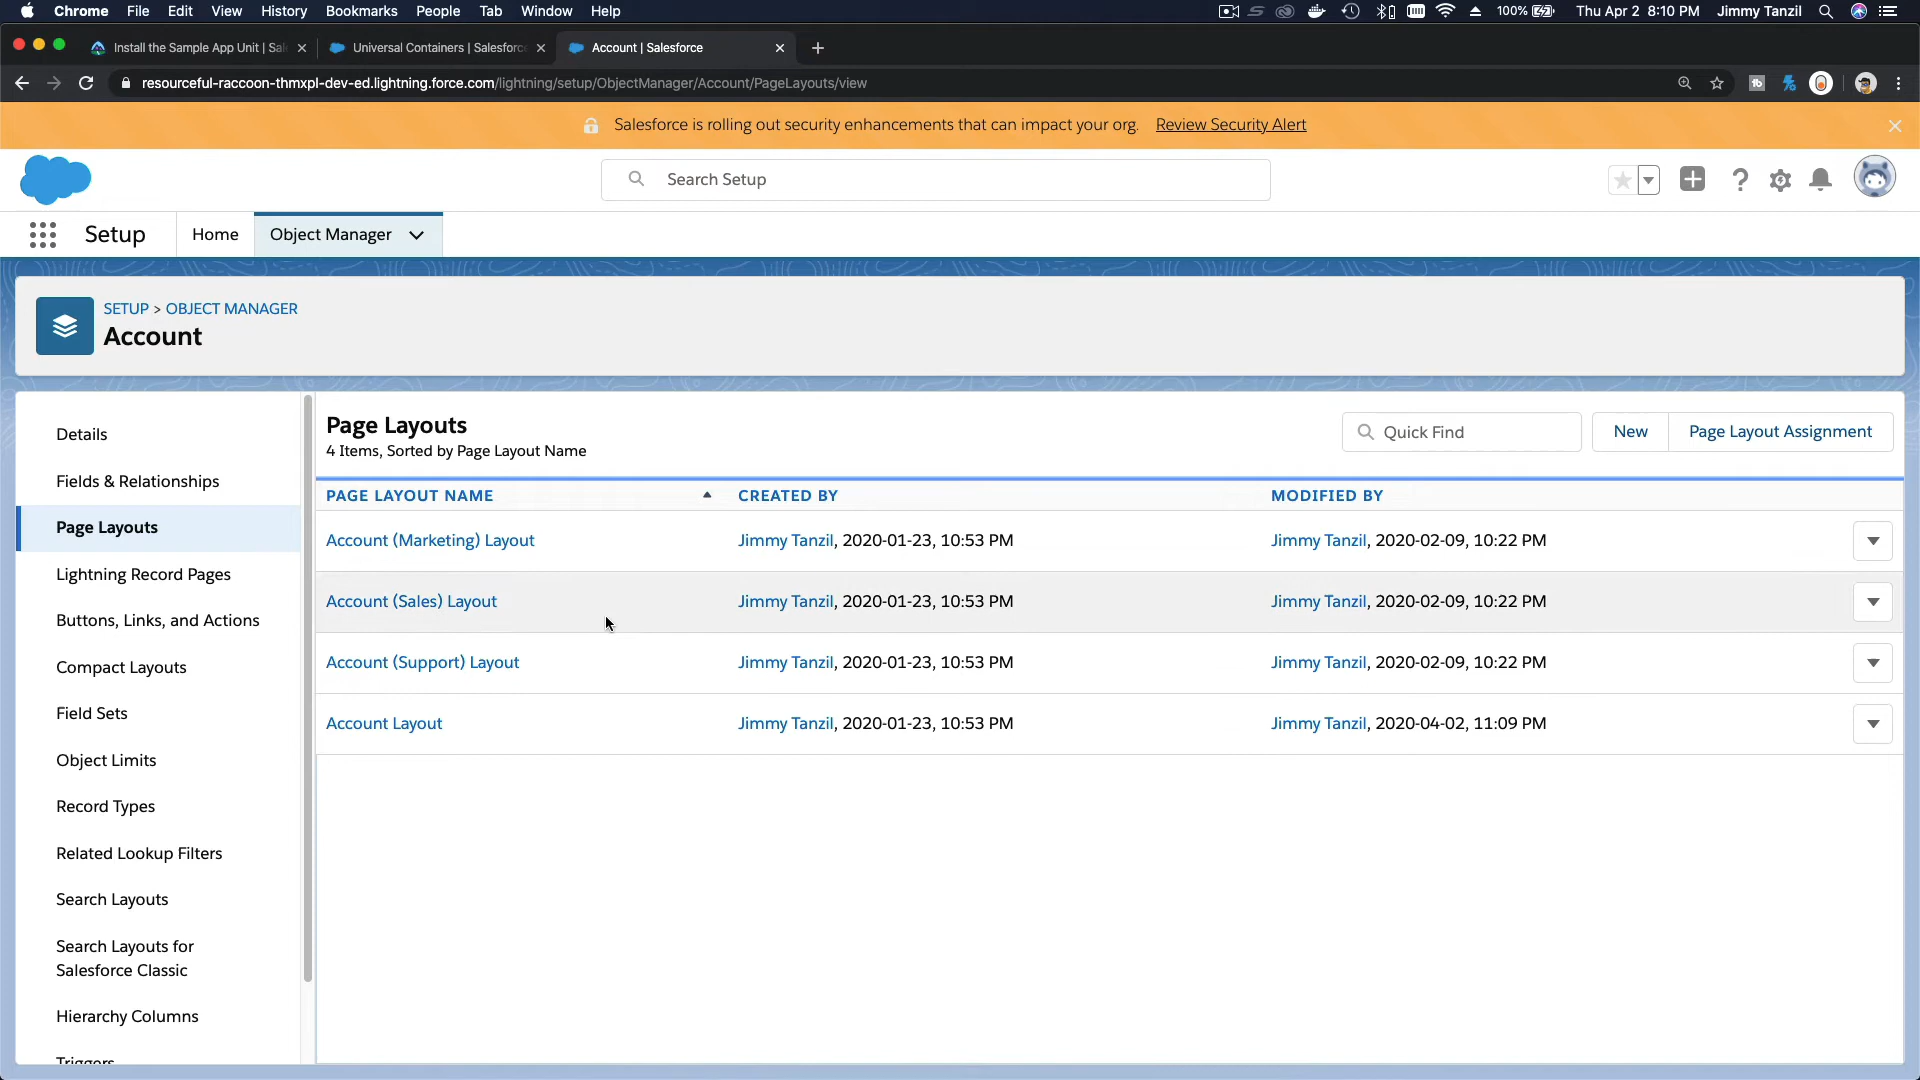 Chrome File Edit View History Bookmarks People Tab Window Help 100% Thu Apr 2 8:10 PM Jimmy Tanzil
Install the Sample App Unit | Sal Universal Containers | Salesforce Account | Salesforce
resourceful-raccoon-thmxpl-dev-ed.lightning.force.com/lightning/setup/ObjectManager/Account/PageLayouts/view
Salesforce is rolling out security enhancements that can impact your org. Review Security Alert
Search Setup
Setup Home Object Manager
SETUP > OBJECT MANAGER
Account
Details
Fields & Relationships
Page Layouts
Lightning Record Pages
Buttons, Links, and Actions
Compact Layouts
Field Sets
Object Limits
Record Types
Related Lookup Filters
Search Layouts
Search Layouts for
Salesforce Classic
Hierarchy Columns
Triggers
Page Layouts
4 Items, Sorted by Page Layout Name
Quick Find New Page Layout Assignment
PAGE LAYOUT NAME CREATED BY MODIFIED BY
Account (Marketing) Layout Jimmy Tanzil, 2020-01-23, 10:53 PM Jimmy Tanzil, 2020-02-09, 10:22 PM
Account (Sales) Layout Jimmy Tanzil, 2020-01-23, 10:53 PM Jimmy Tanzil, 2020-02-09, 10:22 PM
Account (Support) Layout Jimmy Tanzil, 2020-01-23, 10:53 PM Jimmy Tanzil, 2020-02-09, 10:22 PM
Account Layout Jimmy Tanzil, 2020-01-23, 10:53 PM Jimmy Tanzil, 2020-04-02, 11:09 PM